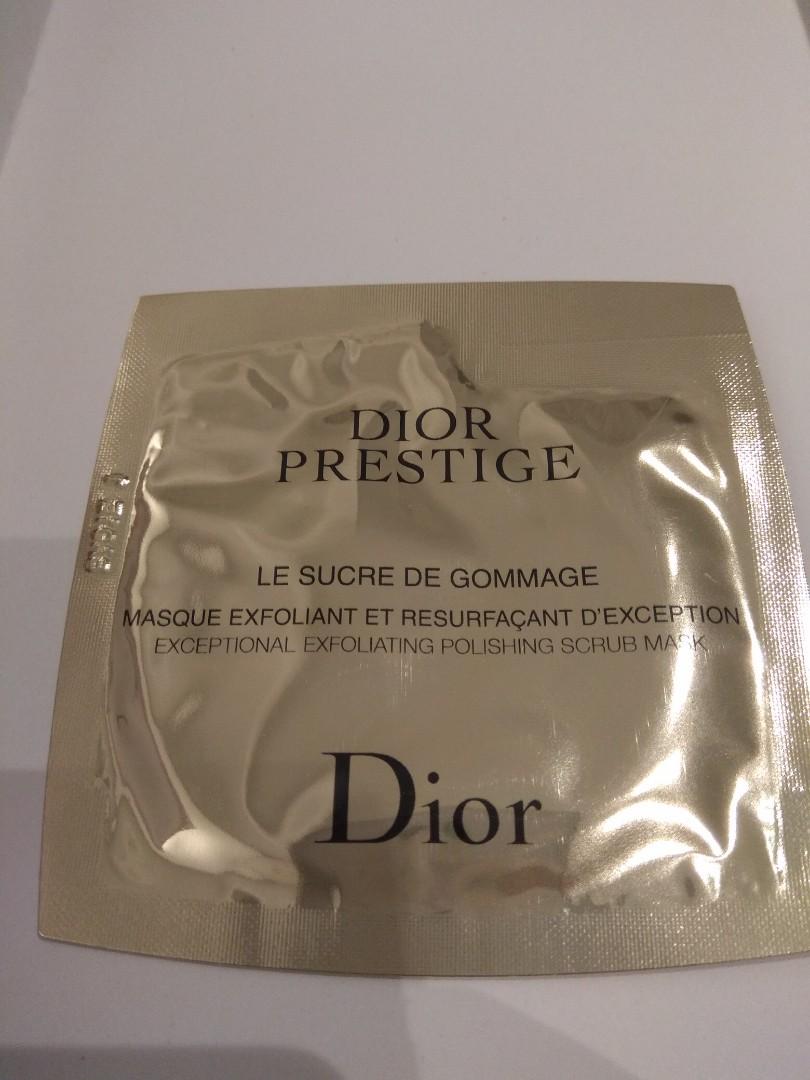 DIOR
PRESTIGE
LE SUCRE DE GOMMAGE
MASQUE EXFOLIANT ET RESURFAÇANT D'EXCEPTION
EXCEPTIONAL EXFOLIATING POLISHING SCRUB MASK
Dior